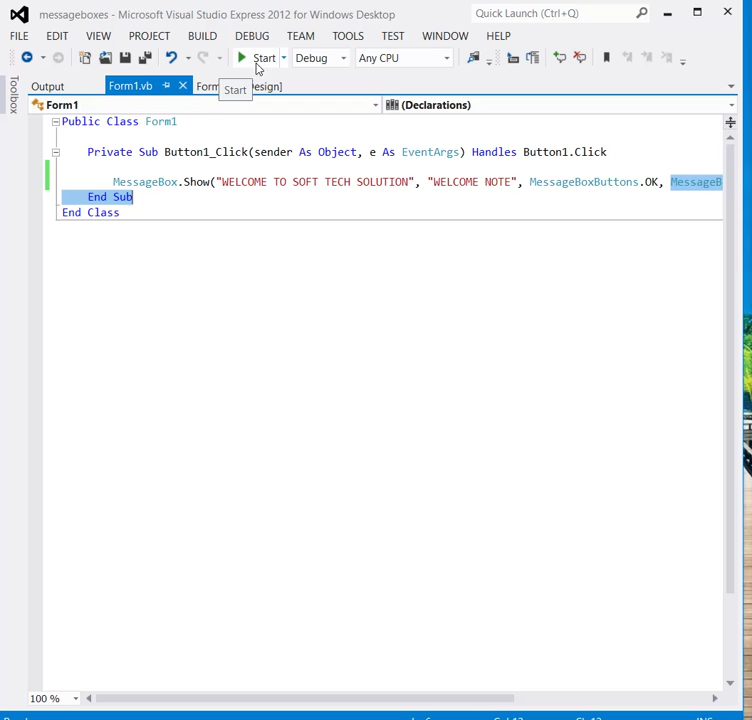 messageboxes - Microsoft Visual Studio Express 2012 for Windows Desktop
Quick Launch (Ctrl+Q)
FILE EDIT VIEW PROJECT BUILD DEBUG TEAM TOOLS TEST WINDOW HELP
Start Debug Any CPU
Toolbox
Output Form1.vb Form esign]
Start
Form1 (Declarations)
Public Class Form1
Private Sub Button1_Click(sender As Object, e As EventArgs) Handles Button1.Click
MessageBox.Show("WELCOME TO SOFT TECH SOLUTION", "WELCOME NOTE", MessageBoxButtons.OK, MessageB
End Sub
End Class
100 %